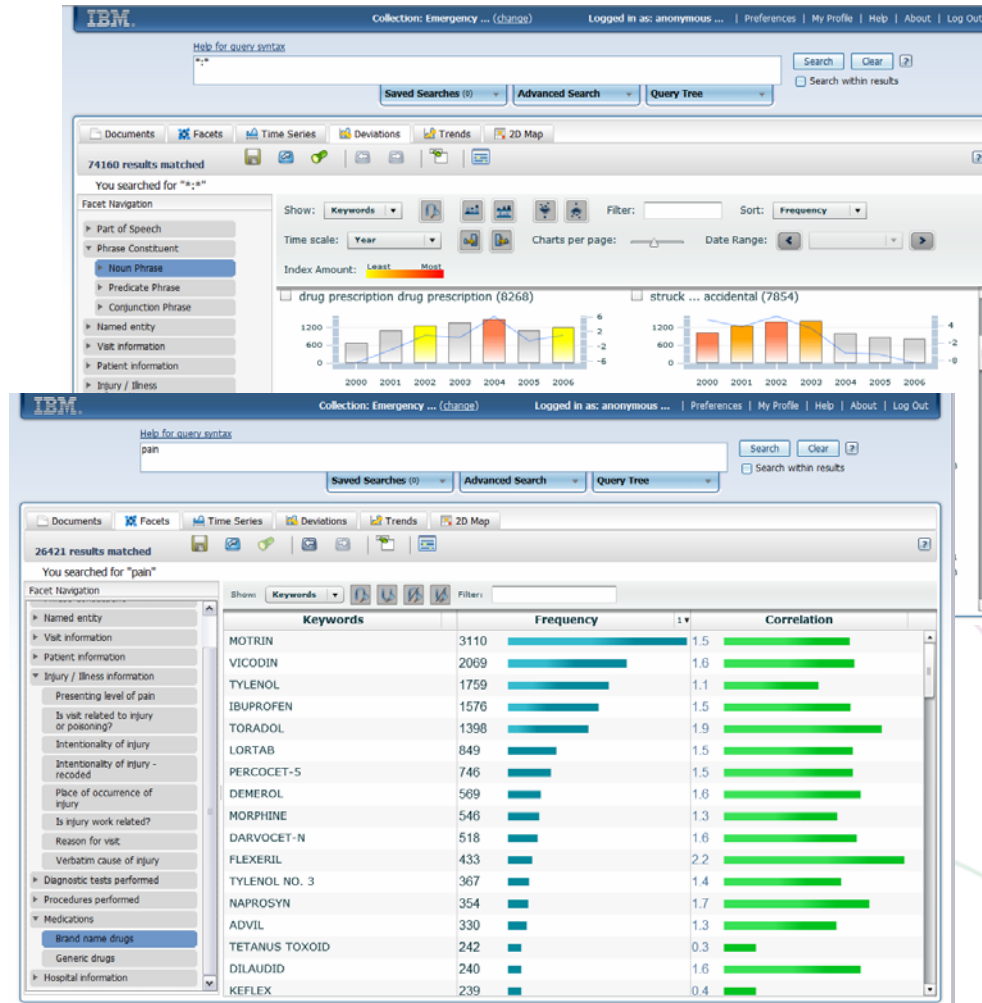 IBM. Collection: Emergency ... (change) Logged in as: anonymous ... | Preferences | My Profile | Help | About | Log Out
Help for query syntax
*:*
Search Clear ?
Search within results
Saved Searches (0) Advanced Search Query Tree
Documents Facets Time Series Deviations Trends 2D Map
74160 results matched
You searched for "*:*"
Facet Navigation
Part of Speech
Phrase Constituent
Noun Phrase
Predicate Phrase
Conjunction Phrase
Named entity
Visit information
Patient information
Injury / Illness
Show: Keywords Filter: Sort: Frequency
Time scale: Year Charts per page: Date Range:
Index Amount: Least Most
drug prescription drug prescription (8268)
1200
600
0
6
2
-2
-6
2000 2001 2002 2003 2004 2005 2006
struck ... accidental (7854)
1200
600
0
4
-2
2000 2001 2002 2003 2004 2005 2006
IBM. Collection: Emergency ... (change) Logged in as: anonymous ... | Preferences | My Profile | Help | About | Log Out
Help for query syntax
pain
Search Clear ?
Search within results
Saved Searches (0) Advanced Search Query Tree
Documents Facets Time Series Deviations Trends 2D Map
26421 results matched ?
You searched for "pain"
Facet Navigation
Named entity
Visit information
Patient information
Injury / Illness information
Presenting level of pain
Is visit related to injury
or poisoning?
Intentionality of injury
Intentionality of injury -
recoded
Place of occurrence of
injury
Is injury work related?
Reason for visit
Verbatim cause of injury
Diagnostic tests performed
Procedures performed
Medications
Brand name drugs
Generic drugs
Hospital information
Show: Keywords Filter:
Keywords Frequency 1 Correlation
MOTRIN 3110 1.5
VICODIN 2069 1.6
TYLENOL 1759 1.1
IBUPROFEN 1576 1.5
TORADOL 1398 1.9
LORTAB 849 1.5
PERCOCET-5 746 1.5
DEMEROL 569 1.6
MORPHINE 546 1.3
DARVOCET-N 518 1.6
FLEXERIL 433 2.2
TYLENOL NO. 3 367 1.4
NAPROSYN 354 1.7
ADVIL 330 1.3
TETANUS TOXOID 242 0.3
DILAUDID 240 1.6
KEFLEX 239 0.4